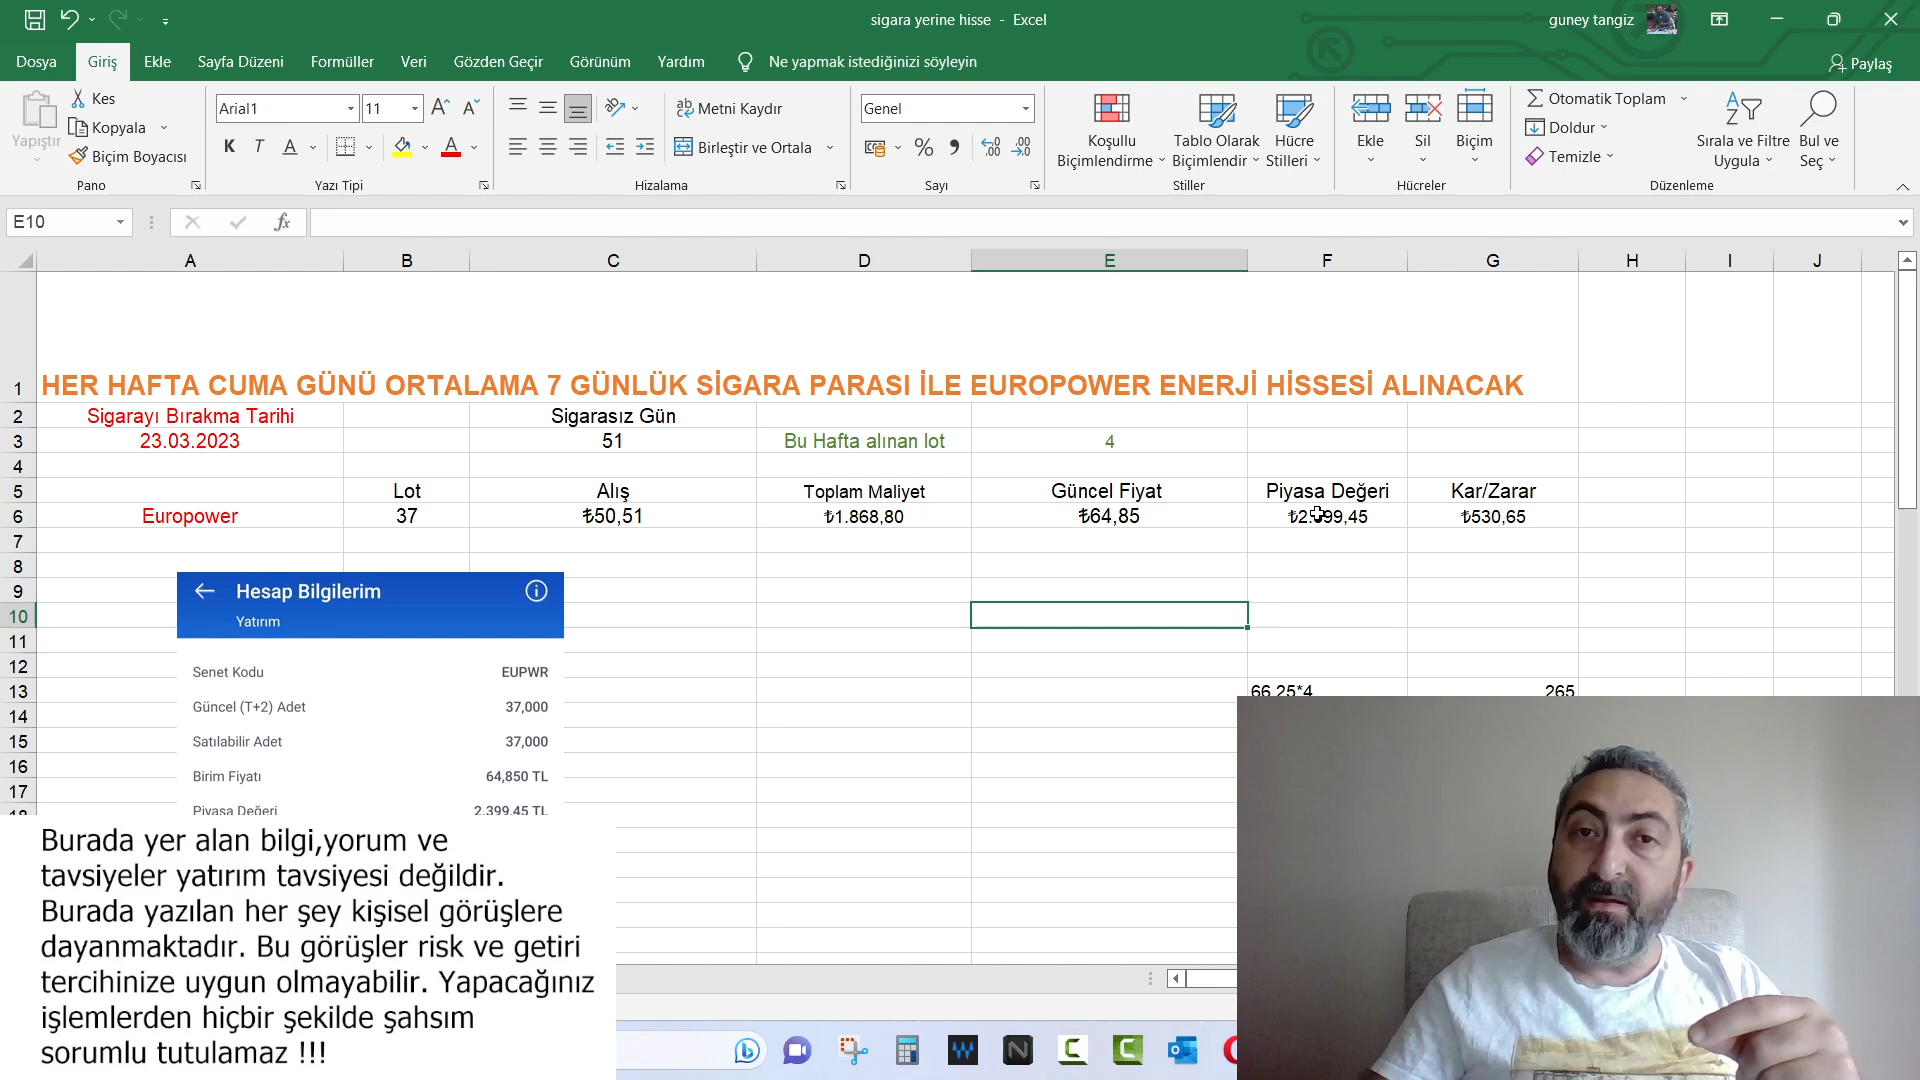 sigara yerine hisse - Excel
guney tangiz
Dosya Giriş Ekle Sayfa Düzeni Formüller Veri Gözden Geçir Görünüm Yardım Ne yapmak istediğinizi söyleyin Paylaş
Yapıştır
Kes
Kopyala
Biçim Boyacısı
Pano
Arial1 11
K T A
Yazı Tipi
Metni Kaydır
Birleştir ve Ortala
Hizalama
Genel
Sayı
Koşullu Biçimlendirme
Tablo Olarak Biçimlendir
Hücre Stilleri
Stiller
Ekle Sil Biçim
Hücreler
Otomatik Toplam
Doldur
Temizle
Sırala ve Filtre Uygula
Bul ve Seç
Düzenleme
E10 fx
A B C D E F G H I J
1 HER HAFTA CUMA GÜNÜ ORTALAMA 7 GÜNLÜK SİGARA PARASI İLE EUROPOWER ENERJİ HİSSESİ ALINACAK
2 Sigarayı Bırakma Tarihi Sigarasız Gün
3 23.03.2023 51 Bu Hafta alınan lot 4
4
5 Lot Alış Toplam Maliyet Güncel Fiyat Piyasa Değeri Kar/Zarar
6 Europower 37 ₺50,51 ₺1.868,80 ₺64,85 ₺530,65
7
8
9
10
11
12
13 66,25*4 265
14
15
16
17
Hesap Bilgilerim
Yatırım
Senet Kodu EUPWR
Güncel (T+2) Adet 37,000
Satılabilir Adet 37,000
Birim Fiyatı 64,850 TL
Piyasa Değeri 2.399,45 TL
Burada yer alan bilgi,yorum ve
tavsiyeler yatırım tavsiyesi değildir.
Burada yazılan her şey kişisel görüşlere
dayanmaktadır. Bu görüşler risk ve getiri
tercihinize uygun olmayabilir. Yapacağınız
işlemlerden hiçbir şekilde şahsım
sorumlu tutulamaz !!!